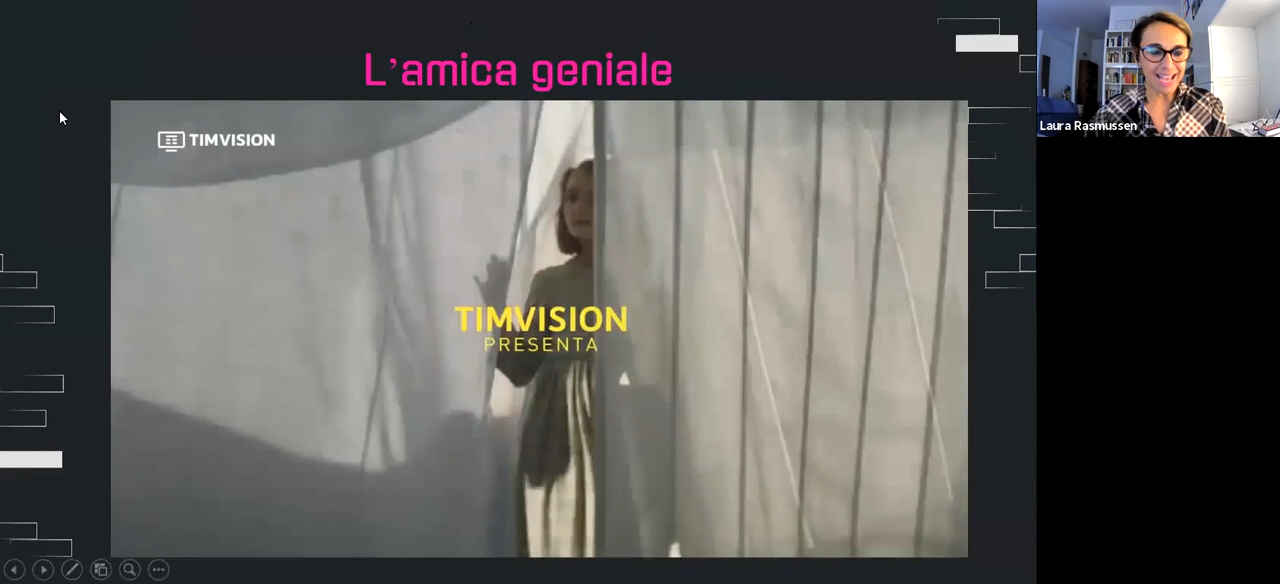 L’amica geniale
TIMVISION
TIMVISION
PRESENTA
Laura Rasmussen